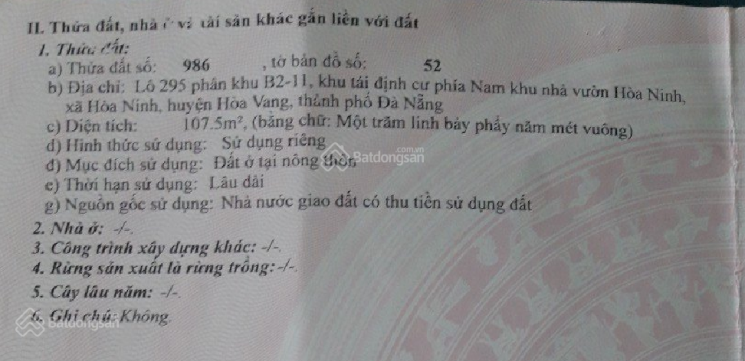 II. Thửa đất, nhà ở và tài sản khác gắn liền với đất
1. Thửa đất:
a) Thửa đất số: 986 , tờ bản đồ số: 52
b) Địa chỉ: Lô 295 phân khu B2-11, khu tái định cư phía Nam khu nhà vườn Hòa Ninh,
xã Hòa Ninh, huyện Hòa Vang, thành phố Đà Nẵng
c) Diện tích: 107.5m², (bằng chữ: Một trăm linh bảy phẩy năm mét vuông)
d) Hình thức sử dụng: Sử dụng riêng
đ) Mục đích sử dụng: Đất ở tại nông thôn
e) Thời hạn sử dụng: Lâu dài
g) Nguồn gốc sử dụng: Nhà nước giao đất có thu tiền sử dụng đất
2. Nhà ở: -/-.
3. Công trình xây dựng khác: -/-.
4. Rừng sản xuất là rừng trồng: -/-.
5. Cây lâu năm: -/-.
6. Ghi chú: Không.
Batdongsan.com.vn
Batdongsan